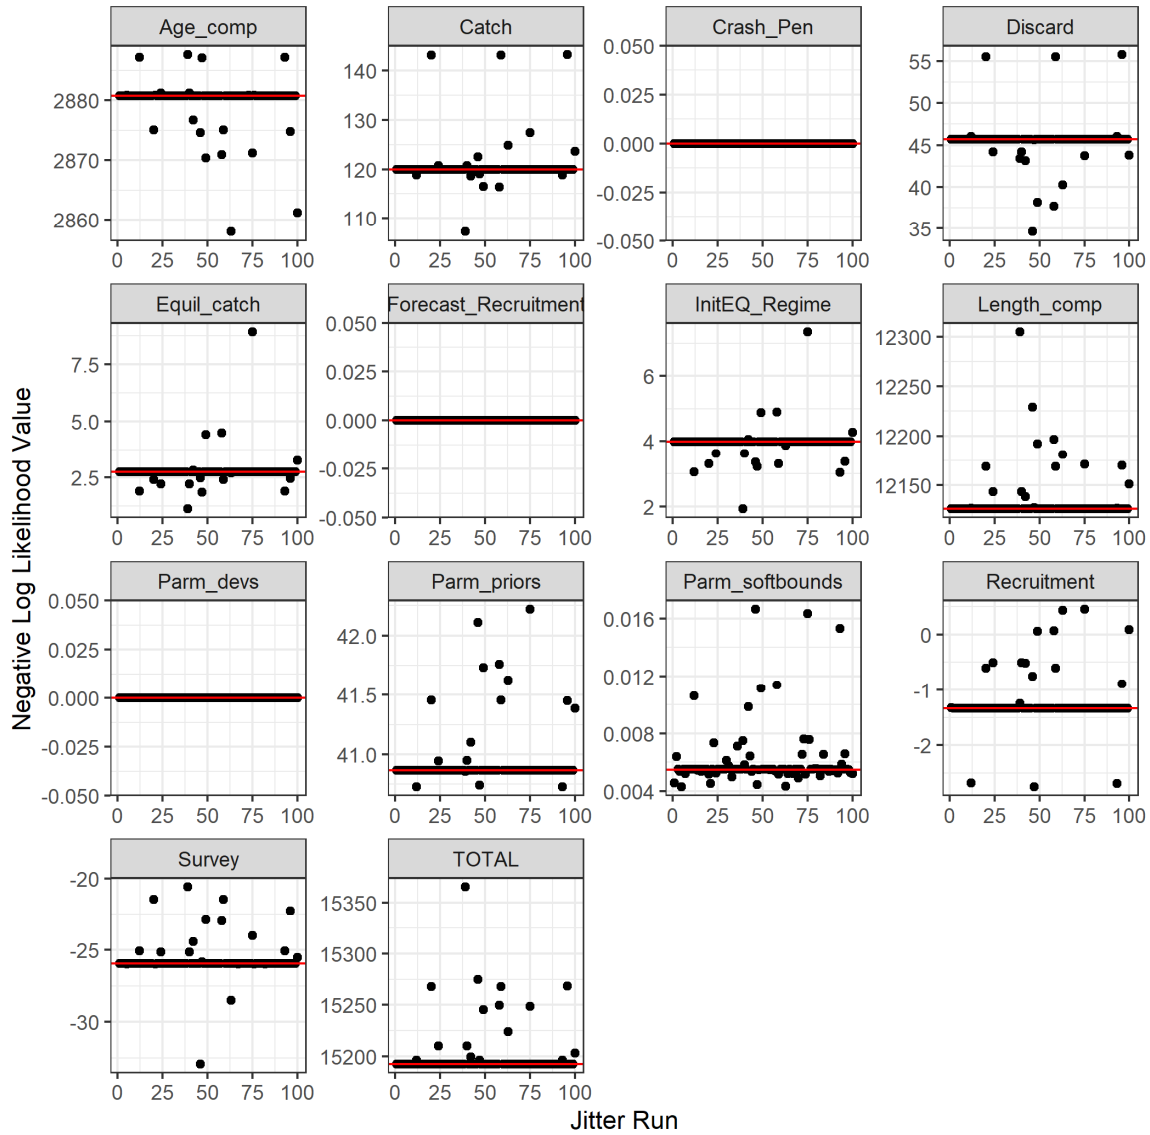 Age_comp
Catch
Crash_Pen
Discard
2880
2870
2860
0 25 50 75 100
140
130
120
110
0 25 50 75 100
0.050
0.025
0.000
-0.025
-0.050
0 25 50 75 100
55
50
45
40
35
0 25 50 75 100
Equil_catch
Forecast_Recruitment
InitEQ_Regime
Length_comp
7.5
5.0
2.5
0 25 50 75 100
0.050
0.025
0.000
-0.025
-0.050
0 25 50 75 100
6
4
2
0 25 50 75 100
12300
12250
12200
12150
0 25 50 75 100
Negative Log Likelihood Value
Parm_devs
Parm_priors
Parm_softbounds
Recruitment
0.050
0.025
0.000
-0.025
-0.050
0 25 50 75 100
42.0
41.5
41.0
0 25 50 75 100
0.016
0.012
0.008
0.004
0 25 50 75 100
0
-1
-2
0 25 50 75 100
Survey
TOTAL
-20
-25
-30
0 25 50 75 100
15350
15300
15250
15200
0 25 50 75 100
Jitter Run